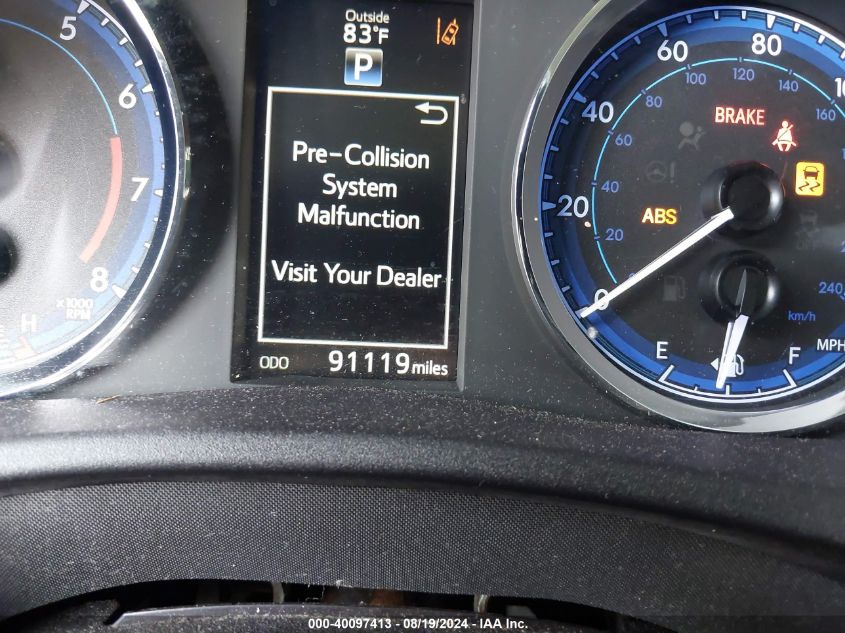 5
6
7
8
x1000
RPM
H
Outside
83°F
P
Pre-Collision
System
Malfunction
Visit Your Dealer
ODO 91119 miles
0
20
40
60
80
20
40
60
80
100
120
140
160
240
km/h
MPH
BRAKE
ABS
E
F
000-40097413 - 08/19/2024 - IAA Inc.